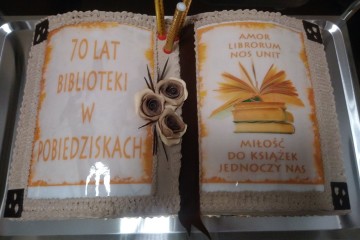 70 LAT
BIBLIOTEKI
W
POBIEDZISKACH
AMOR
LIBRORUM
NOS UNIT
MIŁOŚĆ
DO KSIĄŻEK
JEDNOCZY NAS